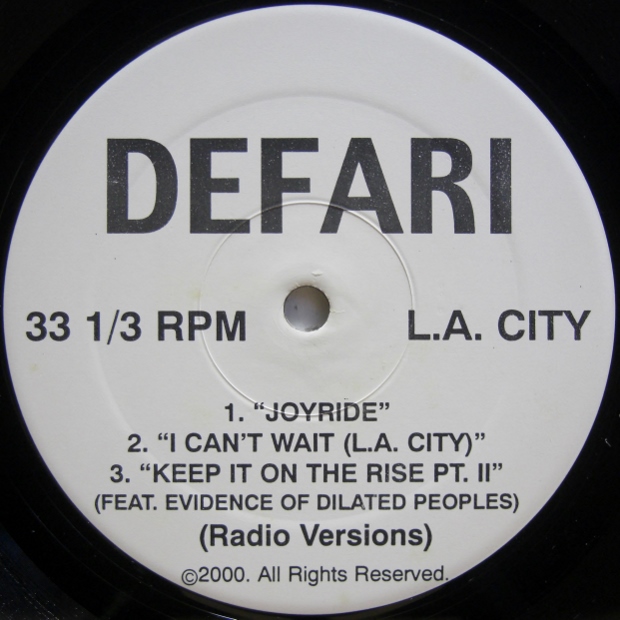 DEFARI
33 1/3 RPM
L.A. CITY
1. “JOYRIDE”
2. “I CAN’T WAIT (L.A. CITY)”
3. “KEEP IT ON THE RISE PT. II”
(FEAT. EVIDENCE OF DILATED PEOPLES)
(Radio Versions)
©2000. All Rights Reserved.